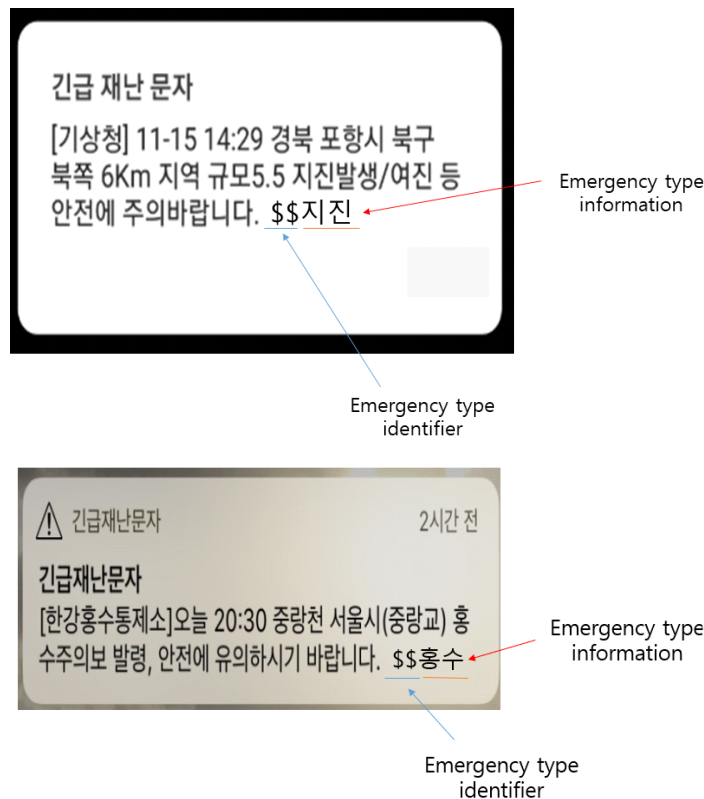 긴급 재난 문자
[기상청] 11-15 14:29 경북 포항시 북구
북쪽 6Km 지역 규모5.5 지진발생/여진 등
안전에 주의바랍니다. $$지진
Emergency type
information
Emergency type
identifier
긴급재난문자
2시간 전
긴급재난문자
[한강홍수통제소]오늘 20:30 중랑천 서울시(중랑교) 홍
수주의보 발령, 안전에 유의하시기 바랍니다. $$홍수
Emergency type
information
Emergency type
identifier